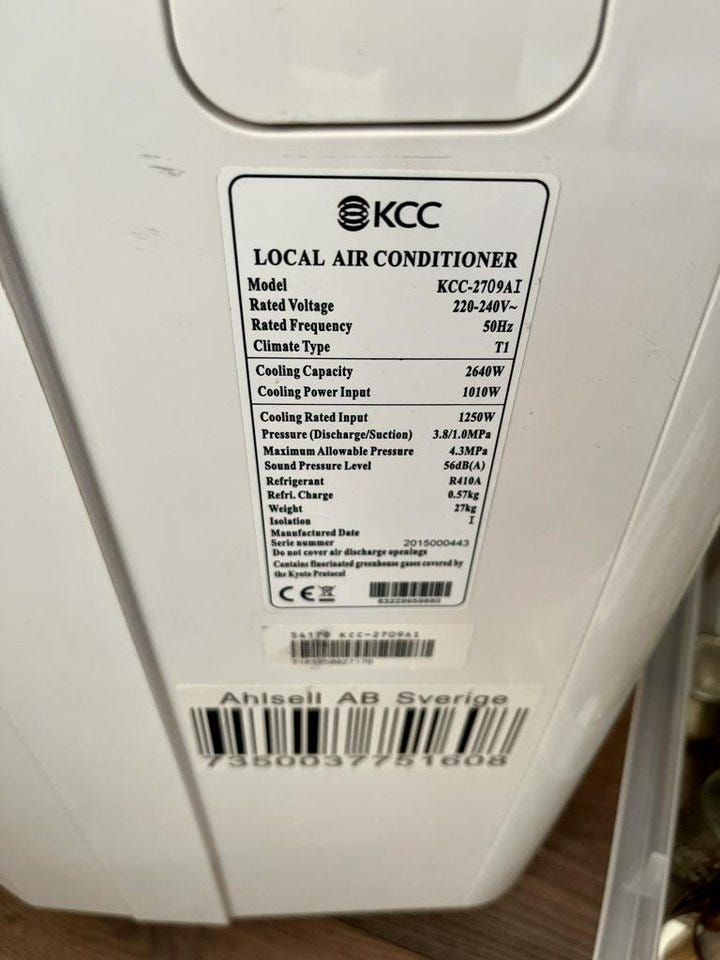 KCC
LOCAL AIR CONDITIONER
Model KCC-2709AI
Rated Voltage 220-240V~
Rated Frequency 50Hz
Climate Type T1
Cooling Capacity 2640W
Cooling Power Input 1010W
Cooling Rated Input 1250W
Pressure (Discharge/Suction) 3.8/1.0MPa
Maximum Allowable Pressure 4.3MPa
Sound Pressure Level 56dB(A)
Refrigerant R410A
Refri. Charge 0.57kg
Weight 27kg
Isolation I
Manufactured Date
Serie nummer 2015000443
Do not cover air discharge openings
Contains fluorinated greenhouse gases covered by
the Kyoto Protocol
CE
KCC-2709AI
Ahlsell AB Sverige
7350037751608